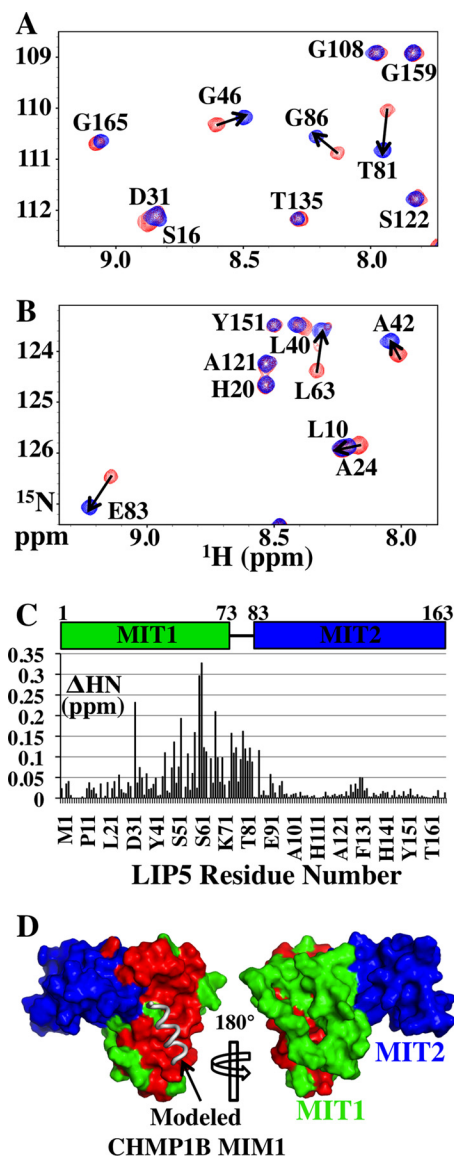 A
109
110
111
112
G108
G159
G46
G86
G165
T81
D31
T135
S16
S122
9.0
8.5
8.0
B
124
125
126
Y151
A42
L40
A121
L63
H20
L10
A24
E83
15N
ppm
9.0
8.5
8.0
1H (ppm)
C
1
73
83
163
MIT1
MIT2
0.35
0.3
0.25
0.2
0.15
0.1
0.05
0
ΔHN
(ppm)
M1
P11
L21
D31
Y41
S51
S61
K71
T81
E91
A101
H111
A121
F131
H141
Y151
T161
LIP5 Residue Number
D
180°
MIT2
Modeled
MIT1
CHMP1B MIM1